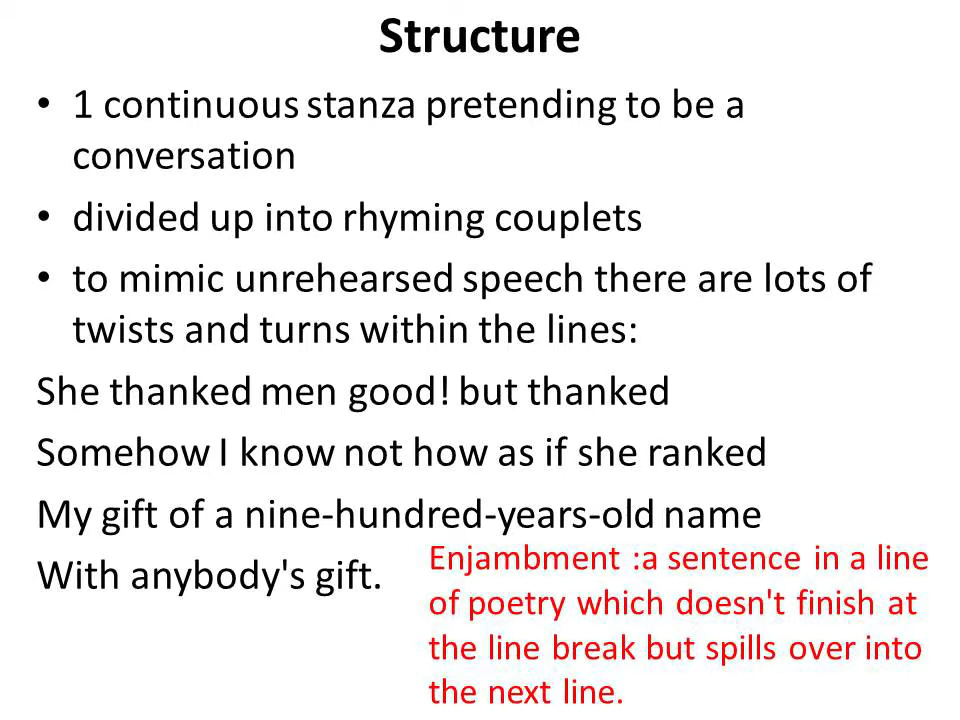 Structure
• 1 continuous stanza pretending to be a
conversation
• divided up into rhyming couplets
• to mimic unrehearsed speech there are lots of
twists and turns within the lines:
She thanked men good! but thanked
Somehow I know not how as if she ranked
My gift of a nine-hundred-years-old name
With anybody's gift.
Enjambment :a sentence in a line
of poetry which doesn't finish at
the line break but spills over into
the next line.